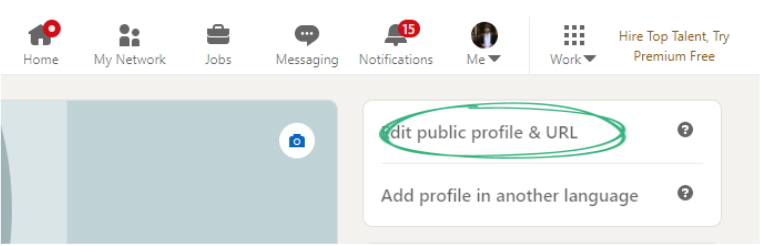 15
Home
My Network
Jobs
Messaging
Notifications
Me
Work
Hire Top Talent, Try
Premium Free
Edit public profile & URL
?
Add profile in another language
?